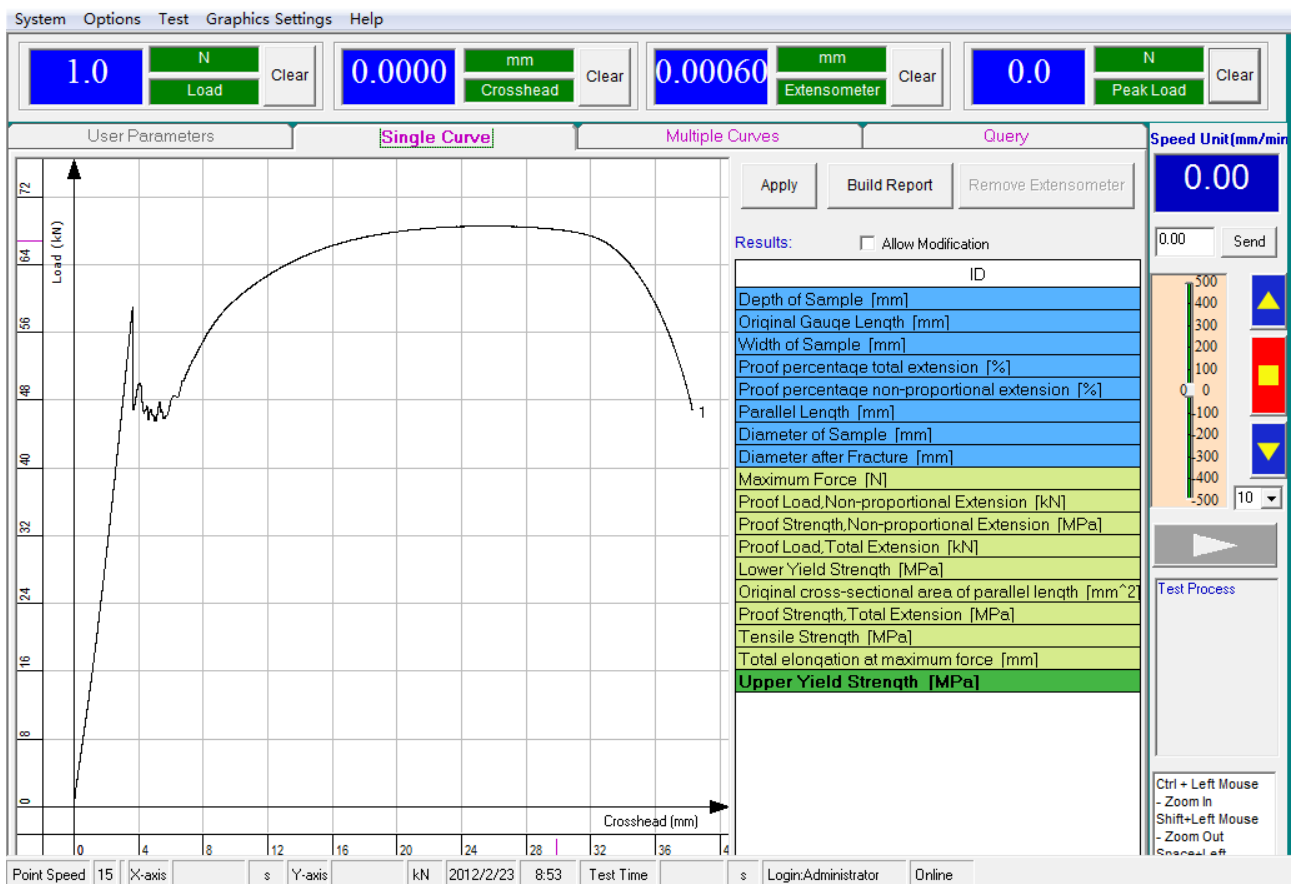 System Options Test Graphics Settings Help
1.0 N Load Clear
0.0000 mm Crosshead Clear
0.00060 mm Extensometer Clear
0.0 N Peak Load Clear
User Parameters Single Curve Multiple Curves Query
Speed Unit(mm/min
0.00
0.00 Send
500
400
300
200
100
0 0
-100
-200
-300
-400
-500
10
Test Process
Ctrl + Left Mouse
- Zoom In
Shift+Left Mouse
- Zoom Out
Space+Left
Apply Build Report Remove Extensometer
Results: Allow Modification
ID
Depth of Sample [mm]
Original Gauge Length [mm]
Width of Sample [mm]
Proof percentage total extension [%]
Proof percentage non-proportional extension [%]
Parallel Length [mm]
Diameter of Sample [mm]
Diameter after Fracture [mm]
Maximum Force [N]
Proof Load,Non-proportional Extension [kN]
Proof Strength,Non-proportional Extension [MPa]
Proof Load,Total Extension [kN]
Lower Yield Strength [MPa]
Original cross-sectional area of parallel length [mm^2]
Proof Strength,Total Extension [MPa]
Tensile Strength [MPa]
Total elongation at maximum force [mm]
Upper Yield Strength [MPa]
Load (kN)
72
64
56
48
40
32
24
16
8
0
1
Crosshead (mm)
0 4 8 12 16 20 24 28 32 36 4
Point Speed 15 X-axis s Y-axis kN 2012/2/23 8:53 Test Time s Login:Administrator Online